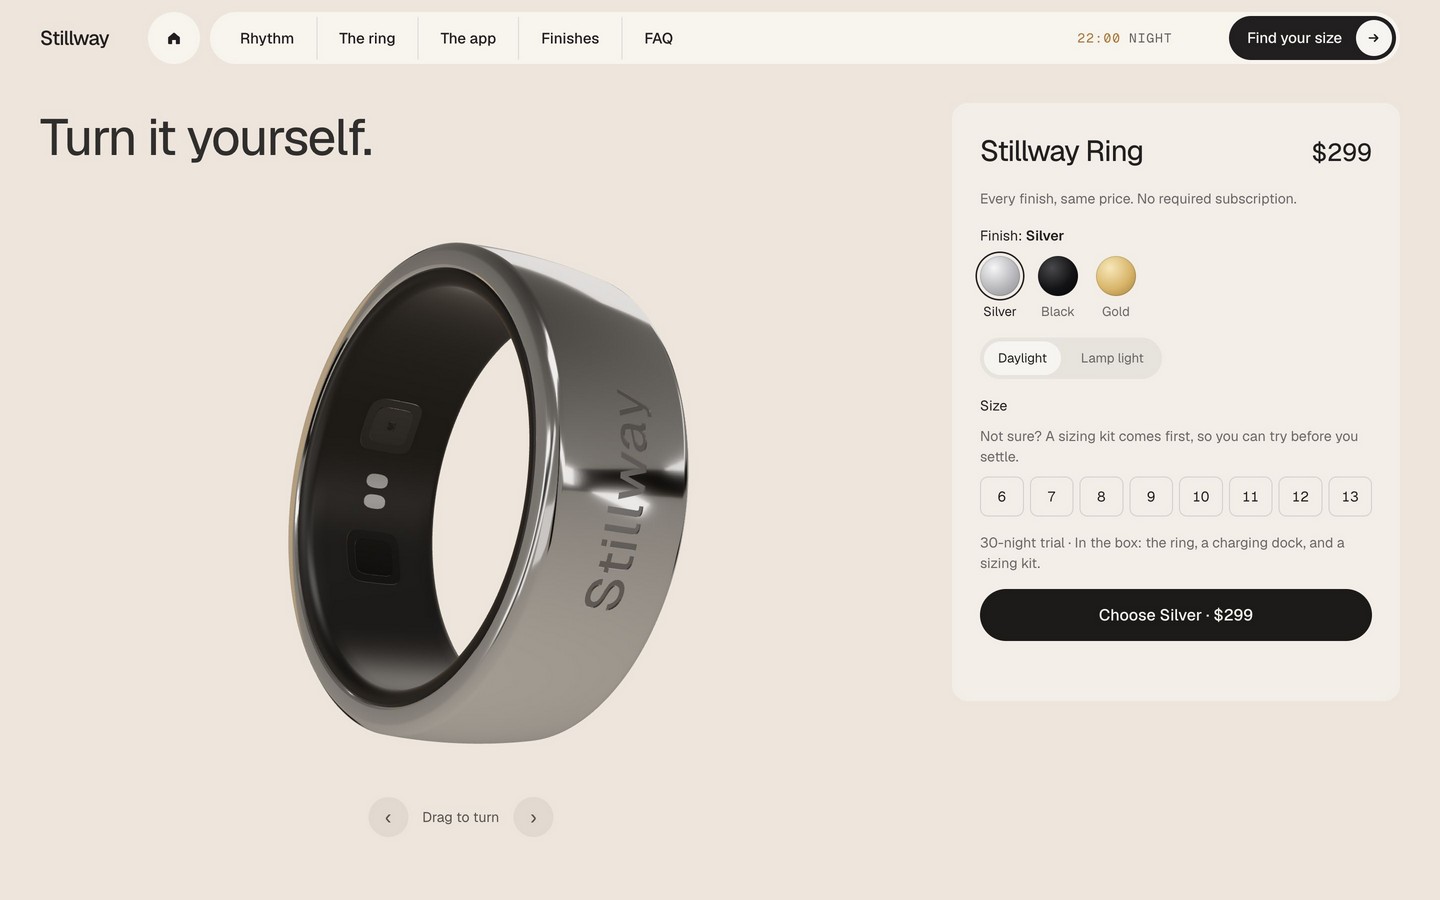 Stillway
Rhythm
The ring
The app
Finishes
FAQ
22:00 NIGHT
Find your size
Turn it yourself.
Stillway
Drag to turn
Stillway Ring
$299
Every finish, same price. No required subscription.
Finish: Silver
Silver
Black
Gold
Daylight
Lamp light
Size
Not sure? A sizing kit comes first, so you can try before you
settle.
6
7
8
9
10
11
12
13
30-night trial · In the box: the ring, a charging dock, and a
sizing kit.
Choose Silver · $299